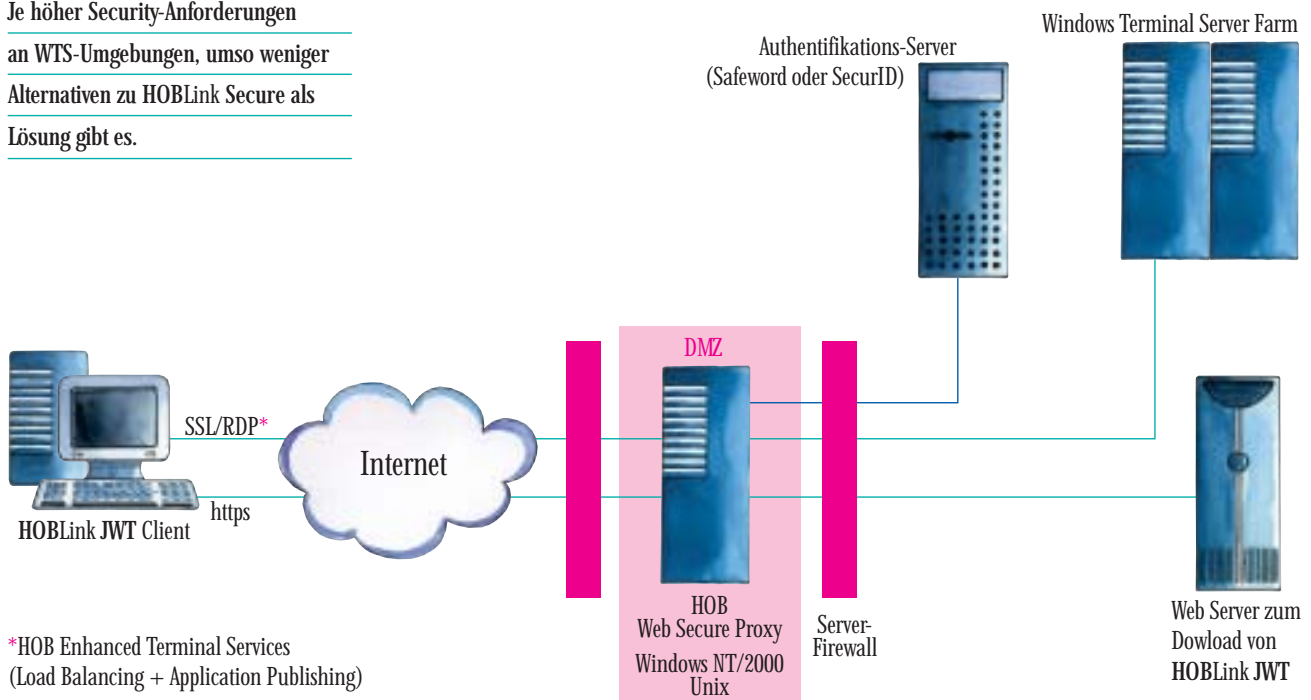 Je höher Security-Anforderungen
an WTS-Umgebungen, umso weniger
Alternativen zu HOBLink Secure als
Lösung gibt es.
Authentifikations-Server
(Safeword oder SecurID)
Windows Terminal Server Farm
DMZ
SSL/RDP*
Internet
https
HOBLink JWT Client
HOB
Web Secure Proxy
Windows NT/2000
Unix
Server-
Firewall
Web Server zum
Dowload von
HOBLink JWT
*HOB Enhanced Terminal Services
(Load Balancing + Application Publishing)